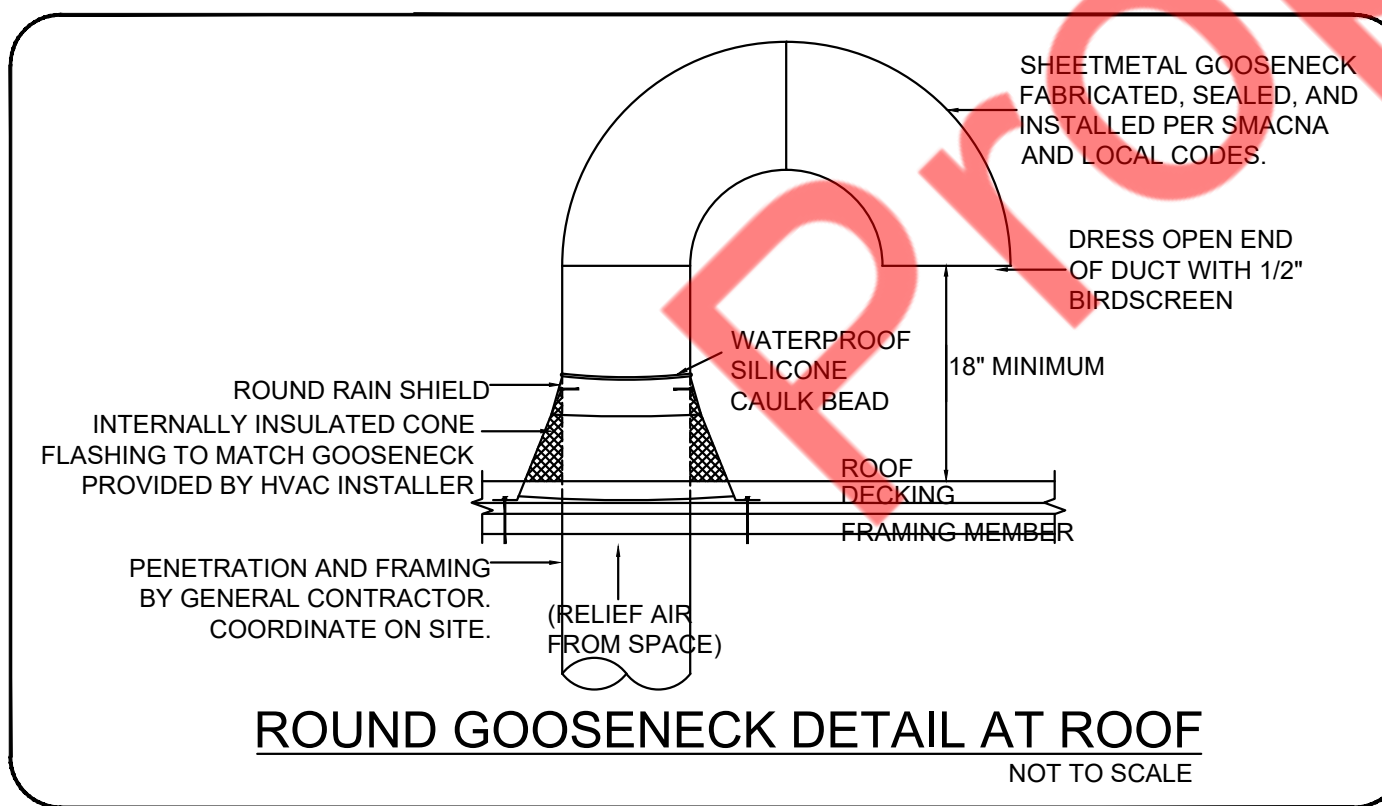 SHEETMETAL GOOSENECK
FABRICATED, SEALED, AND
INSTALLED PER SMACNA
AND LOCAL CODES.
DRESS OPEN END
OF DUCT WITH 1/2"
BIRDSCREEN
WATERPROOF
SILICONE
CAULK BEAD
18" MINIMUM
ROUND RAIN SHIELD
INTERNALLY INSULATED CONE
FLASHING TO MATCH GOOSENECK
PROVIDED BY HVAC INSTALLER
ROOF
DECKING
FRAMING MEMBER
PENETRATION AND FRAMING
BY GENERAL CONTRACTOR.
COORDINATE ON SITE.
(RELIEF AIR
FROM SPACE)
ROUND GOOSENECK DETAIL AT ROOF
NOT TO SCALE